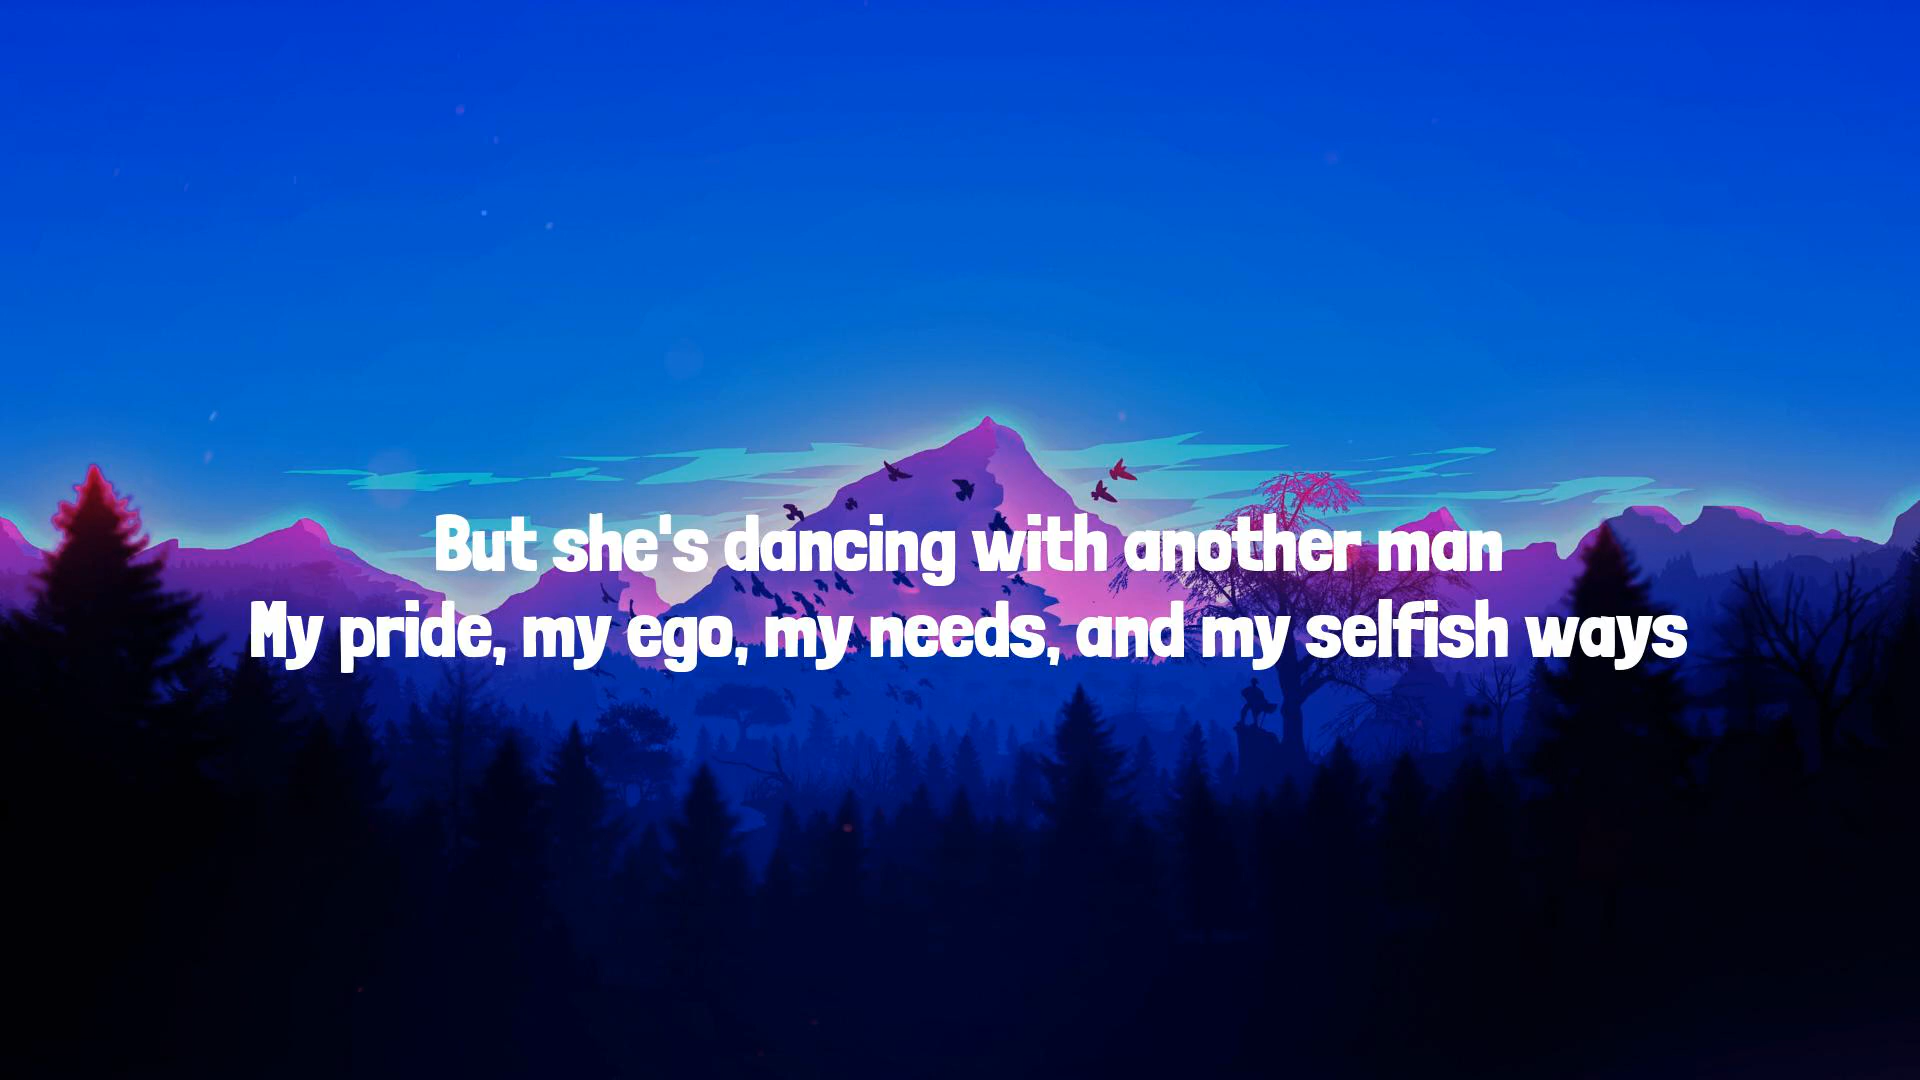 But she's dancing with another man
My pride, my ego, my needs, and my selfish ways